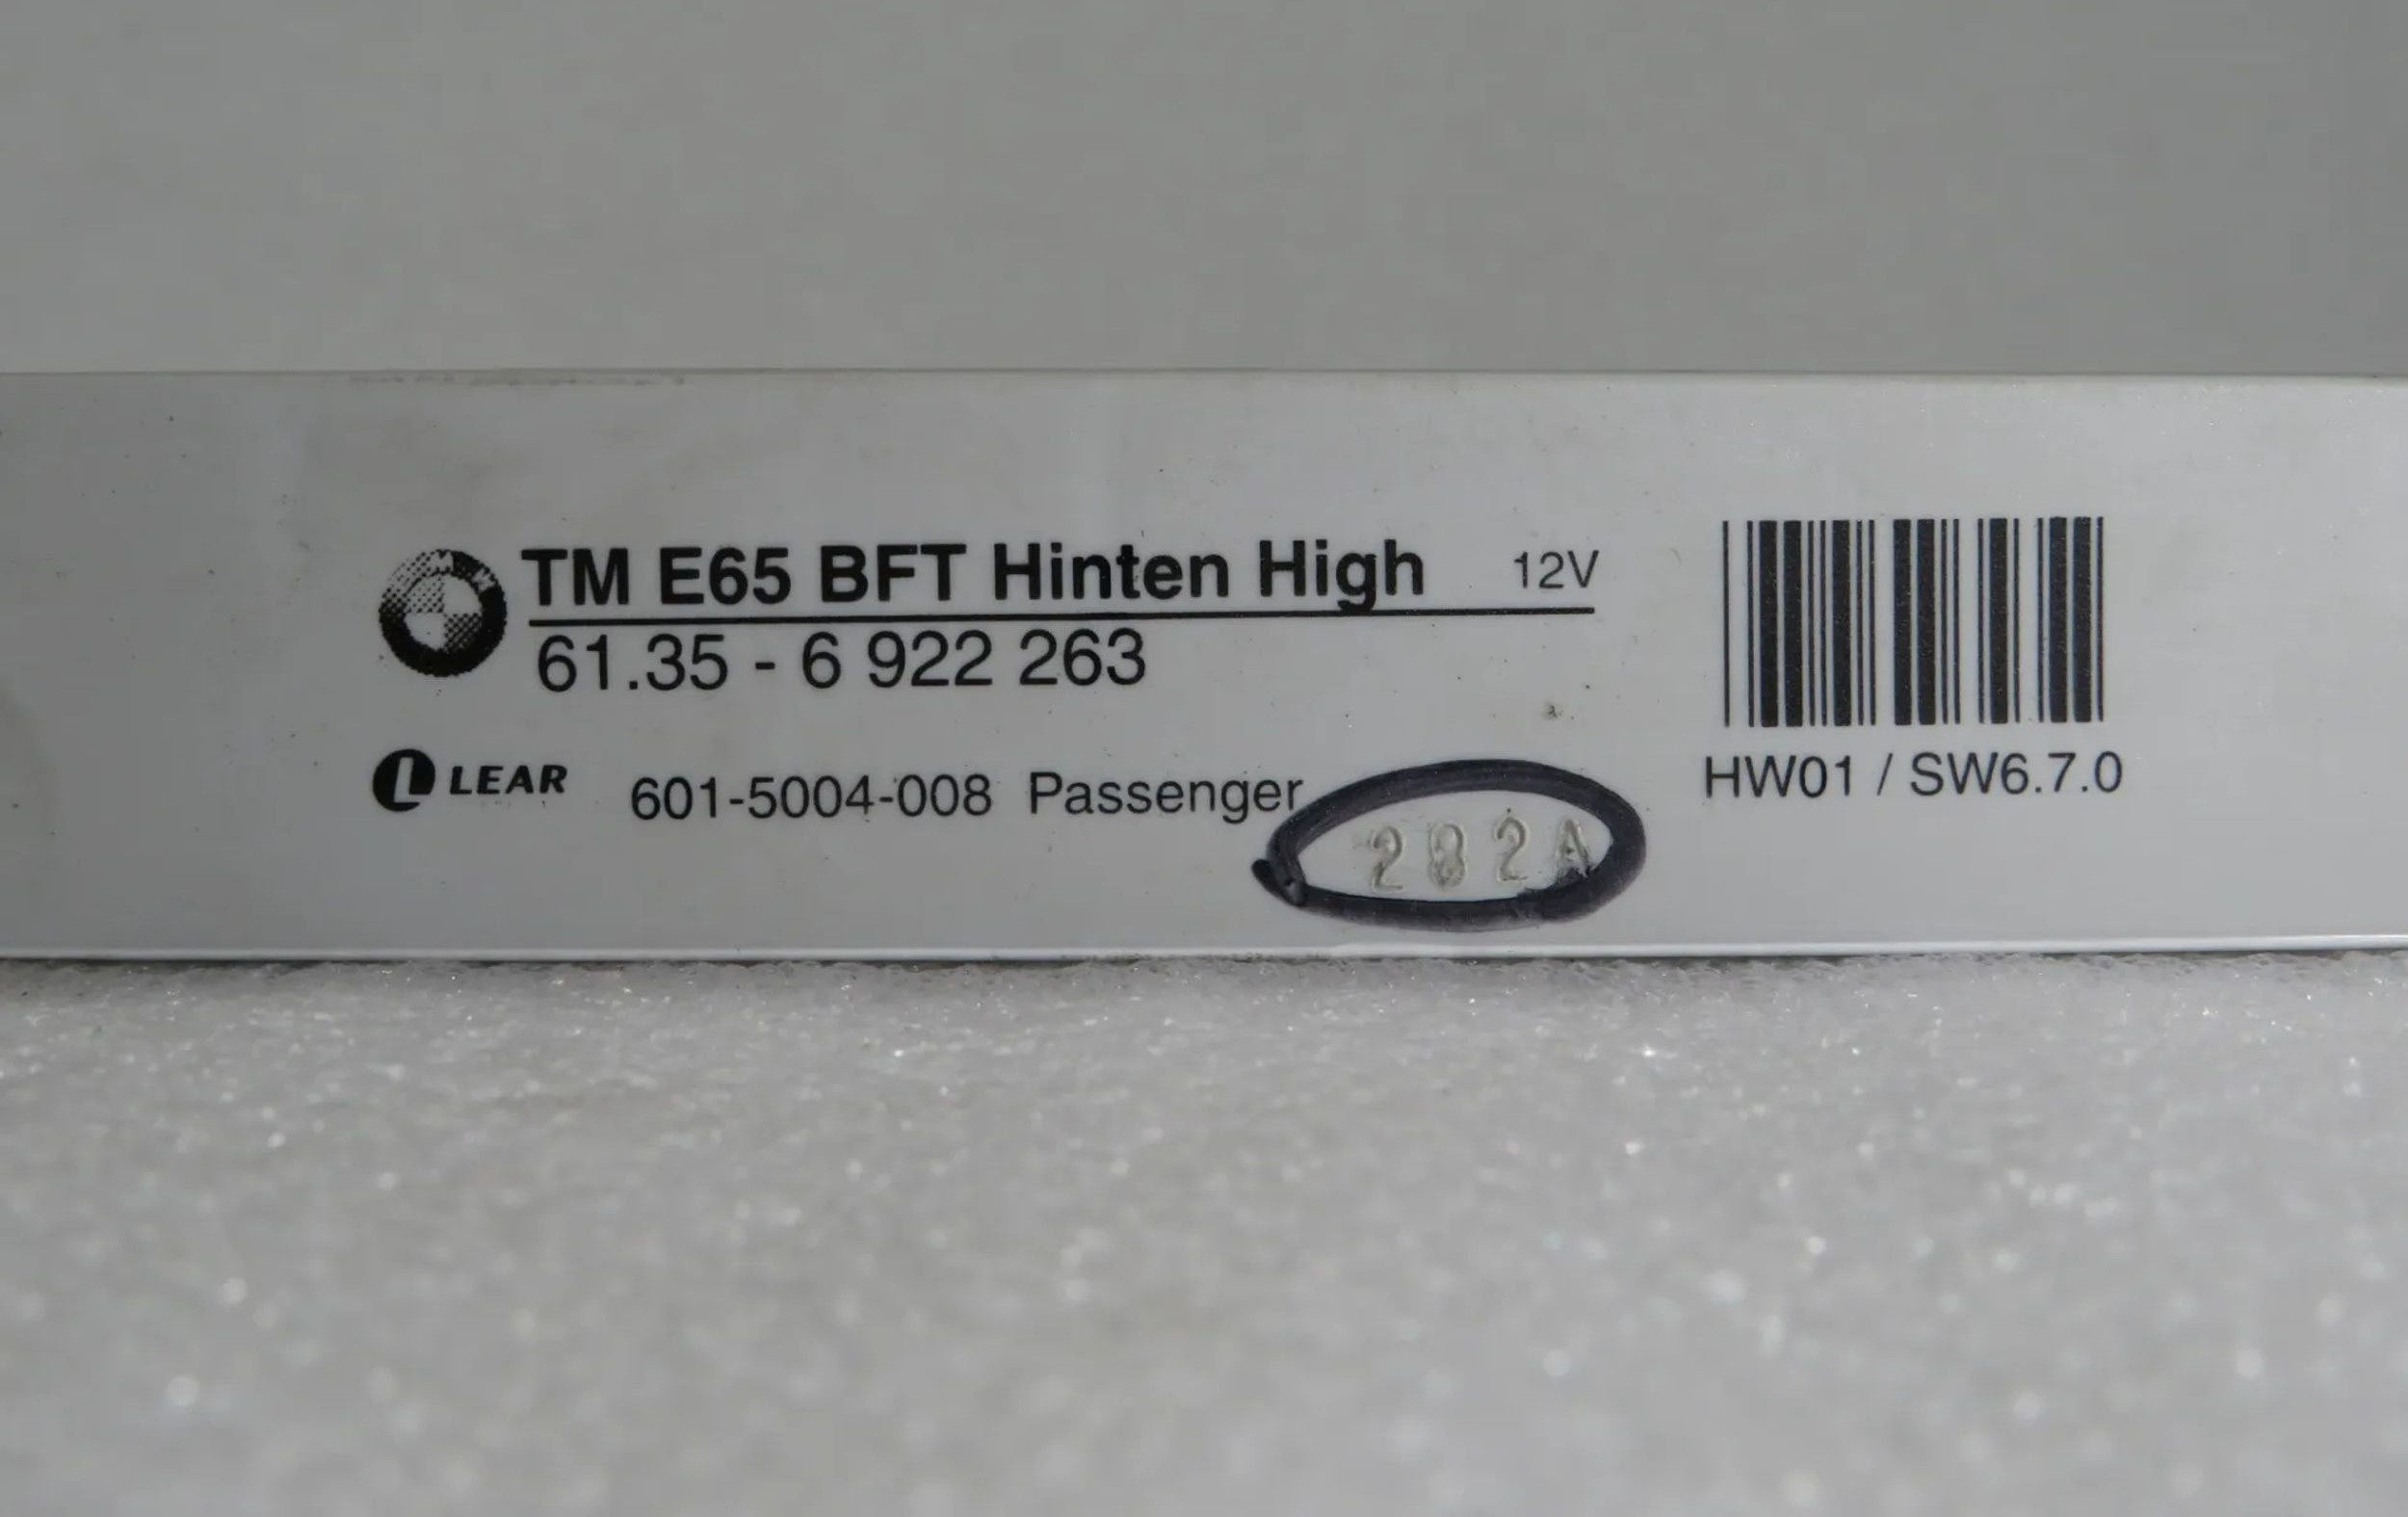 TM E65 BFT Hinten High 12V
61.35 - 6 922 263
LEAR 601-5004-008 Passenger
HW01 / SW6.7.0
282A